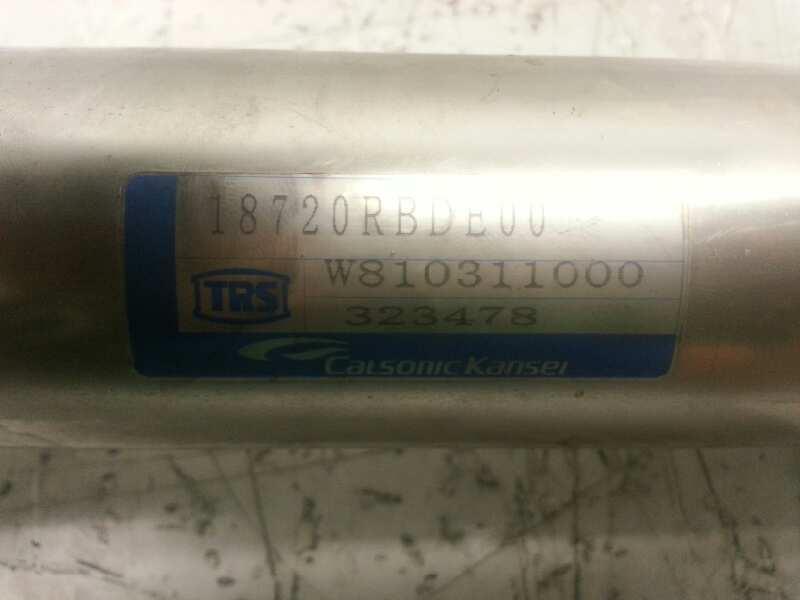 18720RBDE00
W810311000
TRS
323478
Calsonic Kansei